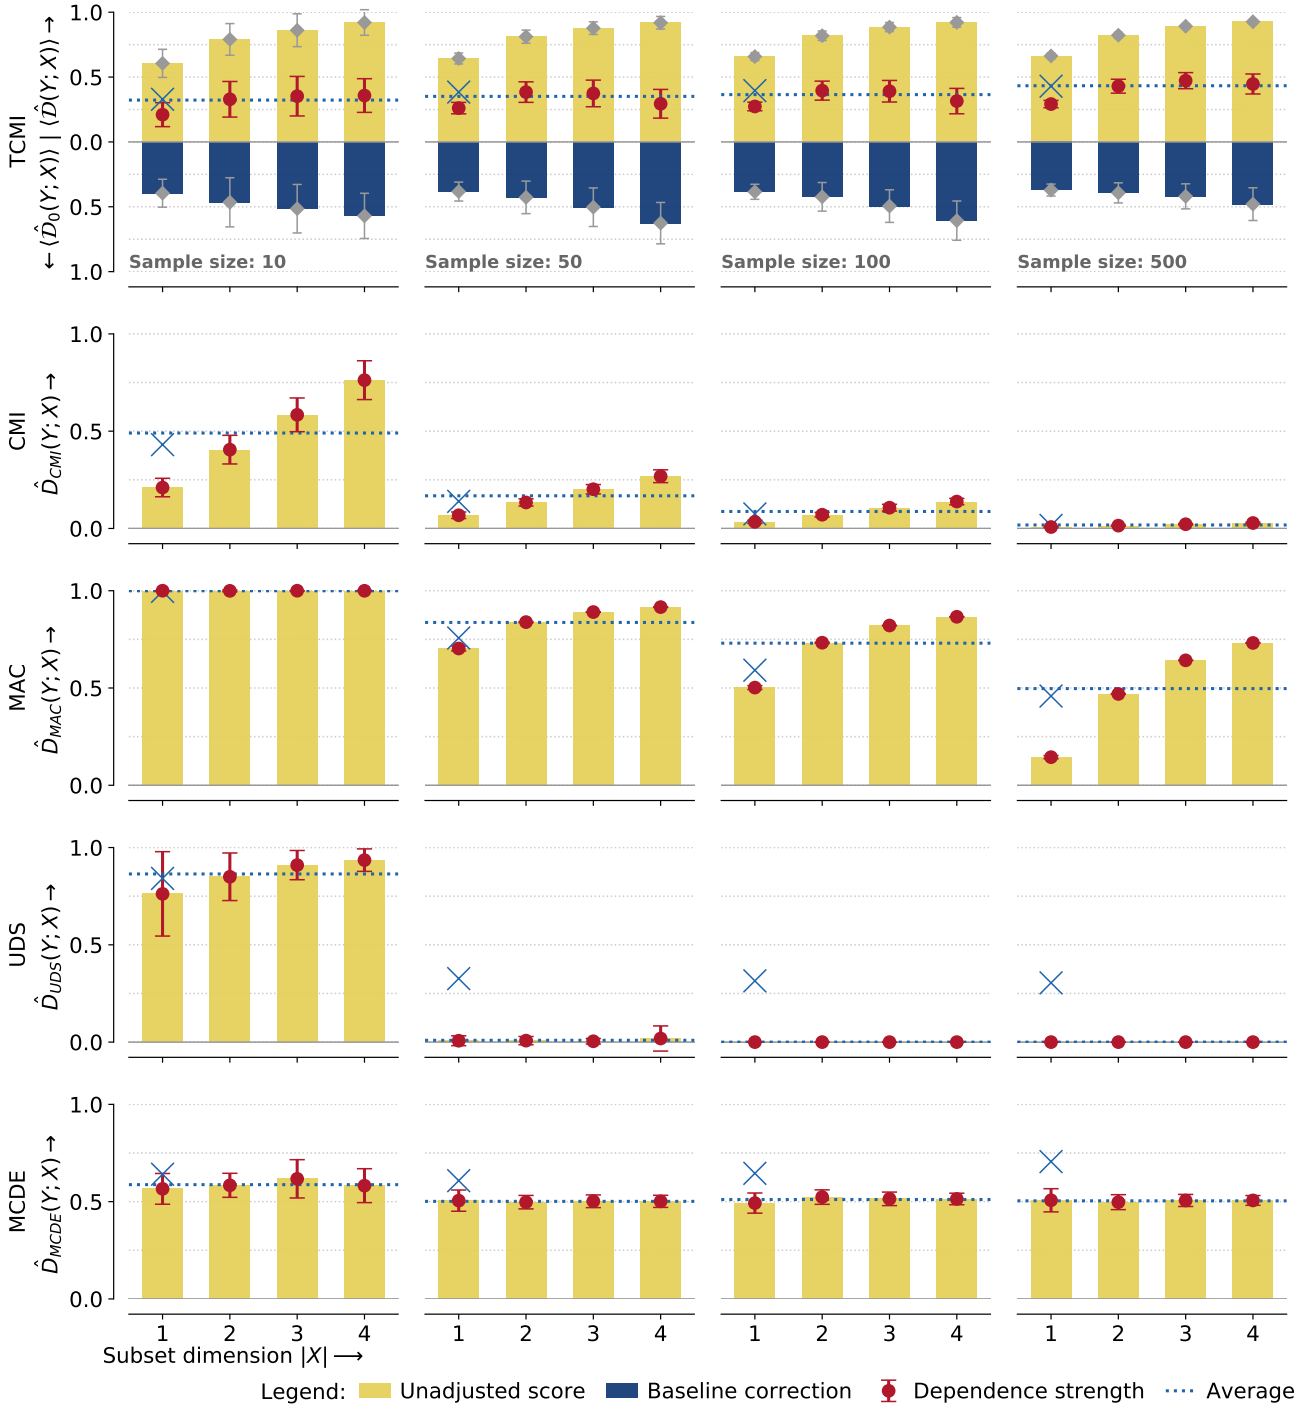 TCMI
← ⟨D̂₀(Y; X)⟩ | ⟨D̂(Y; X)⟩ →
1.0
0.5
0.0
0.5
1.0
Sample size: 10
Sample size: 50
Sample size: 100
Sample size: 500
CMI
D̂_CMI(Y; X) →
1.0
0.5
0.0
MAC
D̂_MAC(Y; X) →
1.0
0.5
0.0
UDS
D̂_UDS(Y; X) →
1.0
0.5
0.0
MCDE
D̂_MCDE(Y; X) →
1.0
0.5
0.0
1 2 3 4
1 2 3 4
1 2 3 4
1 2 3 4
Subset dimension |X| ⟶
Legend: Unadjusted score Baseline correction Dependence strength Average